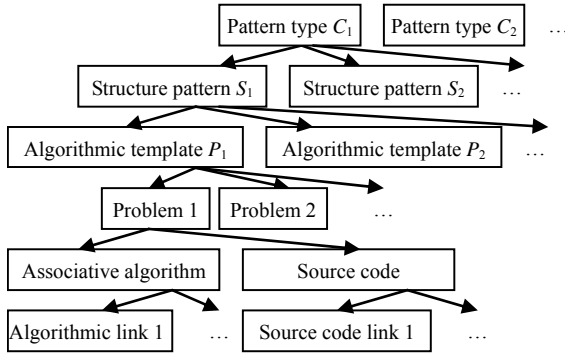 Pattern type C1 Pattern type C2 …
Structure pattern S1 Structure pattern S2 …
Algorithmic template P1 Algorithmic template P2 …
Problem 1 Problem 2 …
Associative algorithm Source code
Algorithmic link 1 … Source code link 1 …